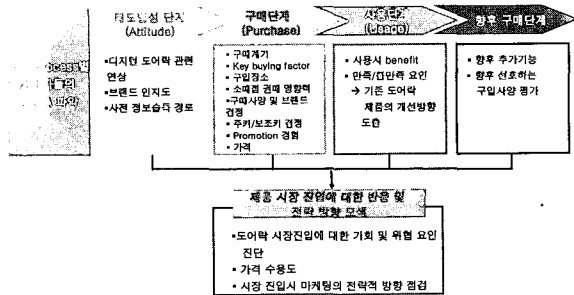 태도형성 단계
(Attitude)
구매단계
(Purchase)
사용단계
(Usage)
향후 구매단계
▪디지털 도어락 관련
연상
▪브랜드 인지도
▪사전 정보습득 경로
▪구매계기
▪Key buying factor
▪구입장소
▪소매점 권매 영향력
▪구매사양 및 브랜드
결정
▪주키/보조키 결정
▪Promotion 경험
▪가격
▪사용시 benefit
▪만족/불만족 요인
→ 기존 도어락
제품의 개선방향
도출
▪향후 추가기능
▪향후 선호하는
구입사양 평가
제품 시장 진입에 대한 반응 및
전략 방향 모색
▪도어락 시장진입에 대한 기회 및 위협 요인
진단
▪가격 수용도
▪시장 진입시 마케팅의 전략적 방향 점검